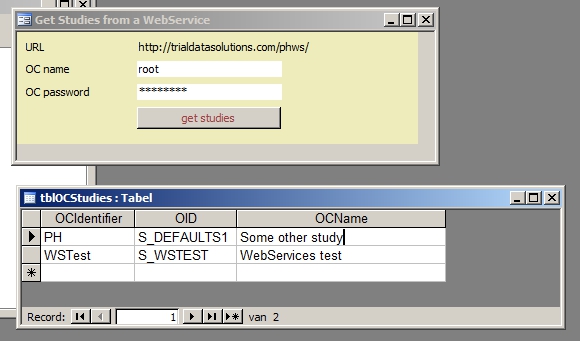 Get Studies from a WebService
URL http://trialdatasolutions.com/phws/
OC name root
OC password ********
get studies
tblOCStudies : Tabel
OCIdentifier OID OCName
PH S_DEFAULTS1 Some other study
WSTest S_WSTEST WebServices test
Record: 1 van 2